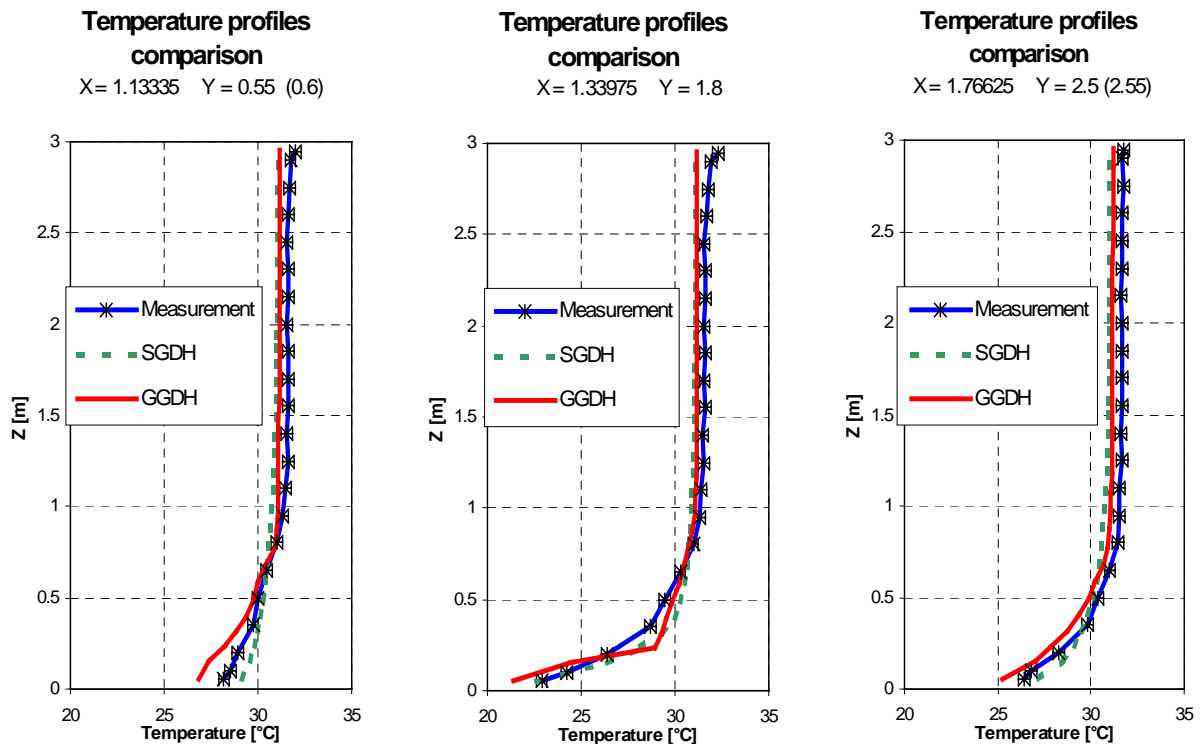 Temperature profiles
comparison
X = 1.13335 Y = 0.55 (0.6)
3
2.5
2
1.5
1
0.5
0
Z [m]
Measurement
SGDH
GGDH
20 25 30 35
Temperature [°C]
Temperature profiles
comparison
X = 1.33975 Y = 1.8
3
2.5
2
1.5
1
0.5
0
Z [m]
Measurement
SGDH
GGDH
20 25 30 35
Temperature [°C]
Temperature profiles
comparison
X = 1.76625 Y = 2.5 (2.55)
3
2.5
2
1.5
1
0.5
0
Z [m]
Measurement
SGDH
GGDH
20 25 30 35
Temperature [°C]